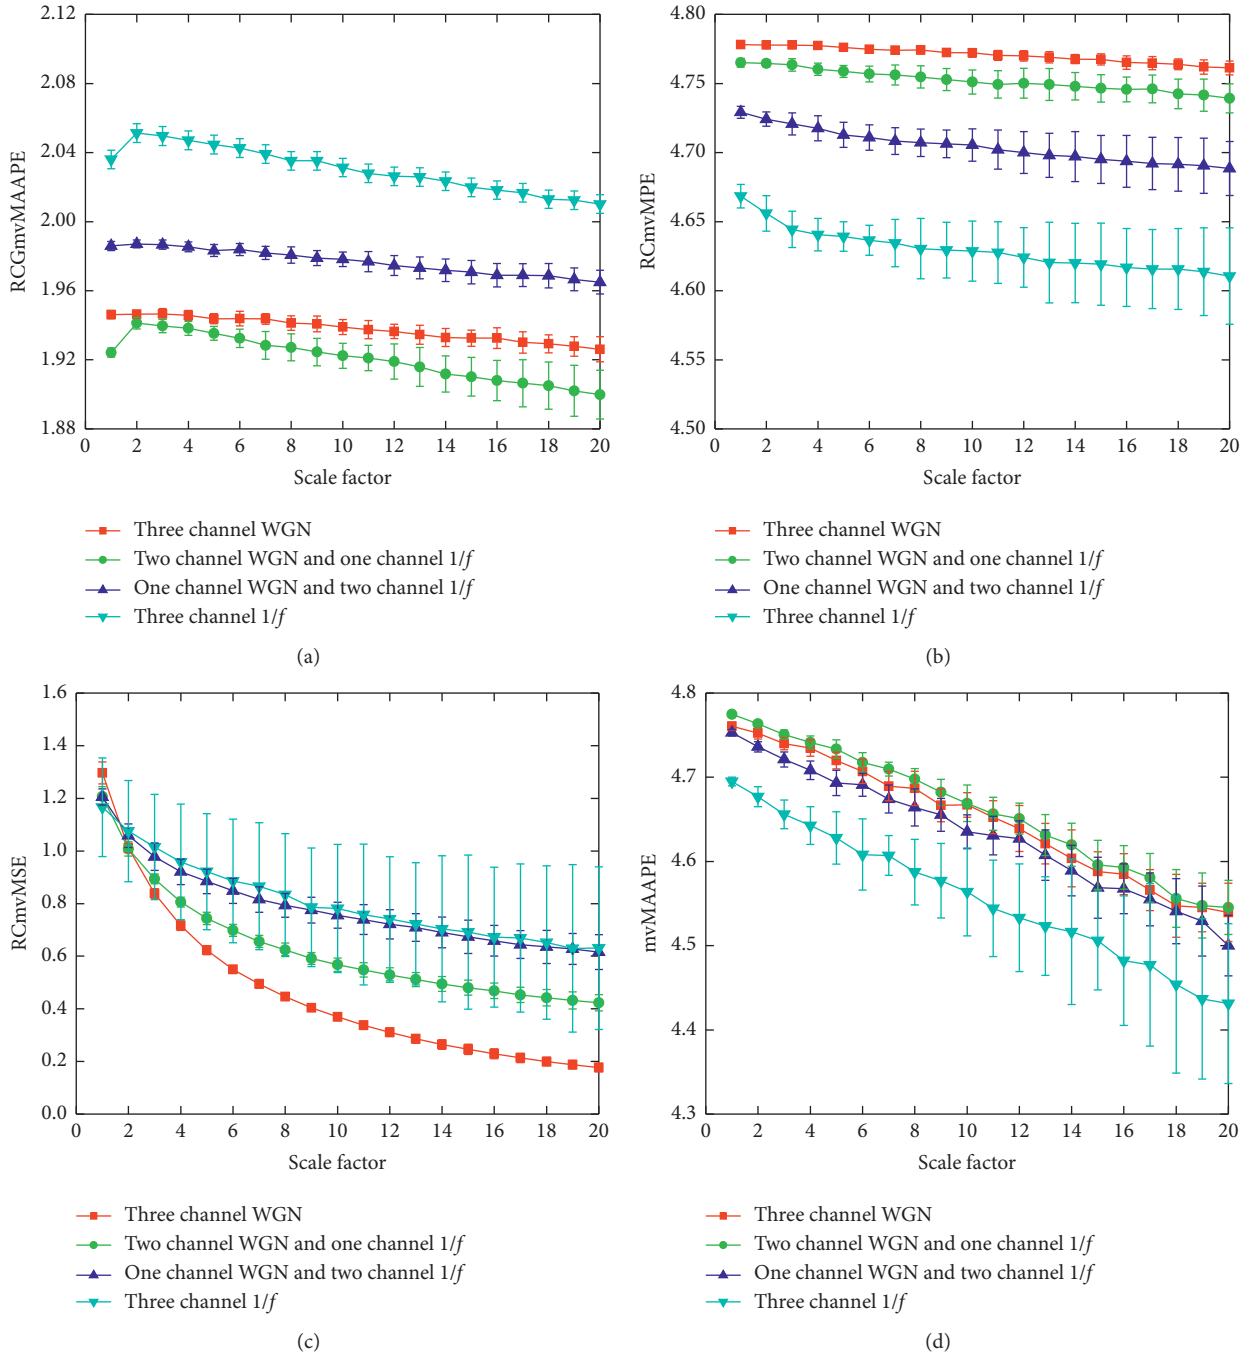 2.12
2.08
2.04
2.00
1.96
1.92
1.88
RCGmvMAAPE
0 2 4 6 8 10 12 14 16 18 20
Scale factor
Three channel WGN
Two channel WGN and one channel 1/f
One channel WGN and two channel 1/f
Three channel 1/f
(a)
4.80
4.75
4.70
4.65
4.60
4.55
4.50
RCmvMPE
0 2 4 6 8 10 12 14 16 18 20
Scale factor
Three channel WGN
Two channel WGN and one channel 1/f
One channel WGN and two channel 1/f
Three channel 1/f
(b)
1.6
1.4
1.2
1.0
0.8
0.6
0.4
0.2
0.0
RCmvMSE
0 2 4 6 8 10 12 14 16 18 20
Scale factor
Three channel WGN
Two channel WGN and one channel 1/f
One channel WGN and two channel 1/f
Three channel 1/f
(c)
4.8
4.7
4.6
4.5
4.4
4.3
mvMAAPE
0 2 4 6 8 10 12 14 16 18 20
Scale factor
Three channel WGN
Two channel WGN and one channel 1/f
One channel WGN and two channel 1/f
Three channel 1/f
(d)